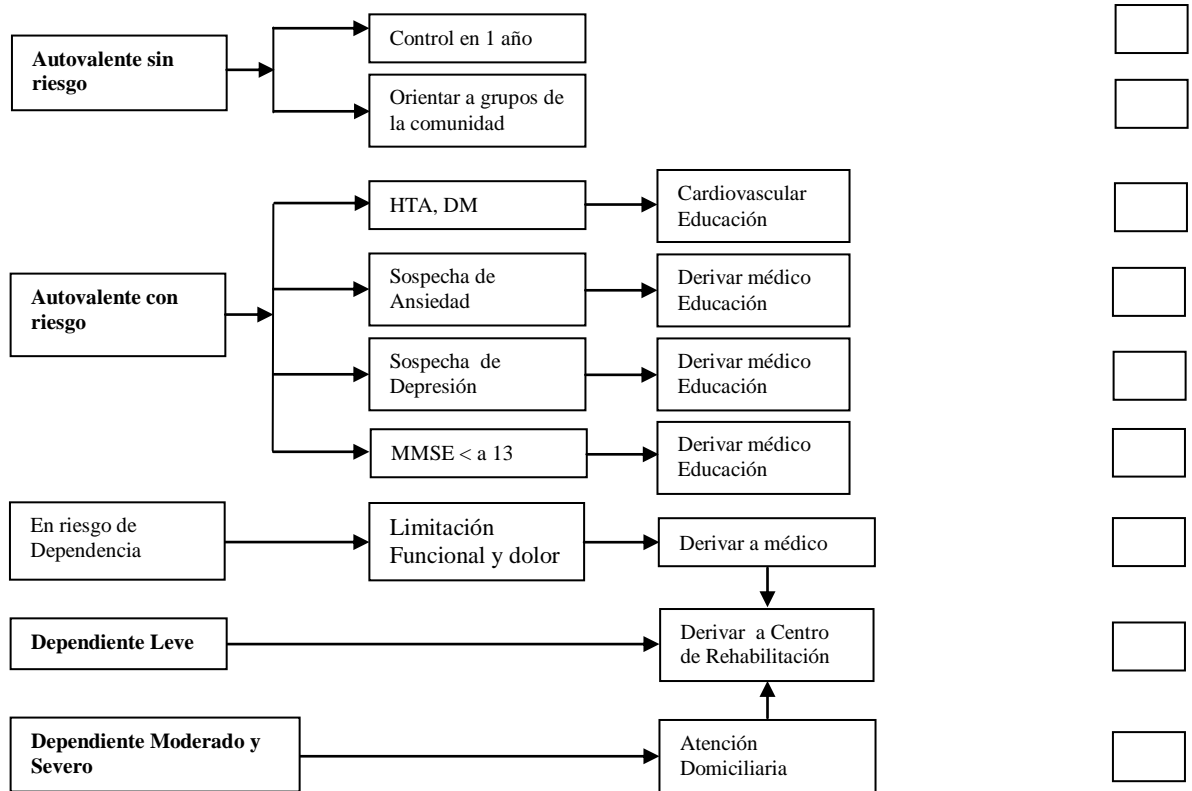 Autovalente sin
riesgo
Control en 1 año
Orientar a grupos de
la comunidad
Autovalente con
riesgo
HTA, DM
Cardiovascular
Educación
Sospecha de
Ansiedad
Derivar médico
Educación
Sospecha de
Depresión
Derivar médico
Educación
MMSE < a 13
Derivar médico
Educación
En riesgo de
Dependencia
Limitación
Funcional y dolor
Derivar a médico
Dependiente Leve
Derivar a Centro
de Rehabilitación
Dependiente Moderado y
Severo
Atención
Domiciliaria